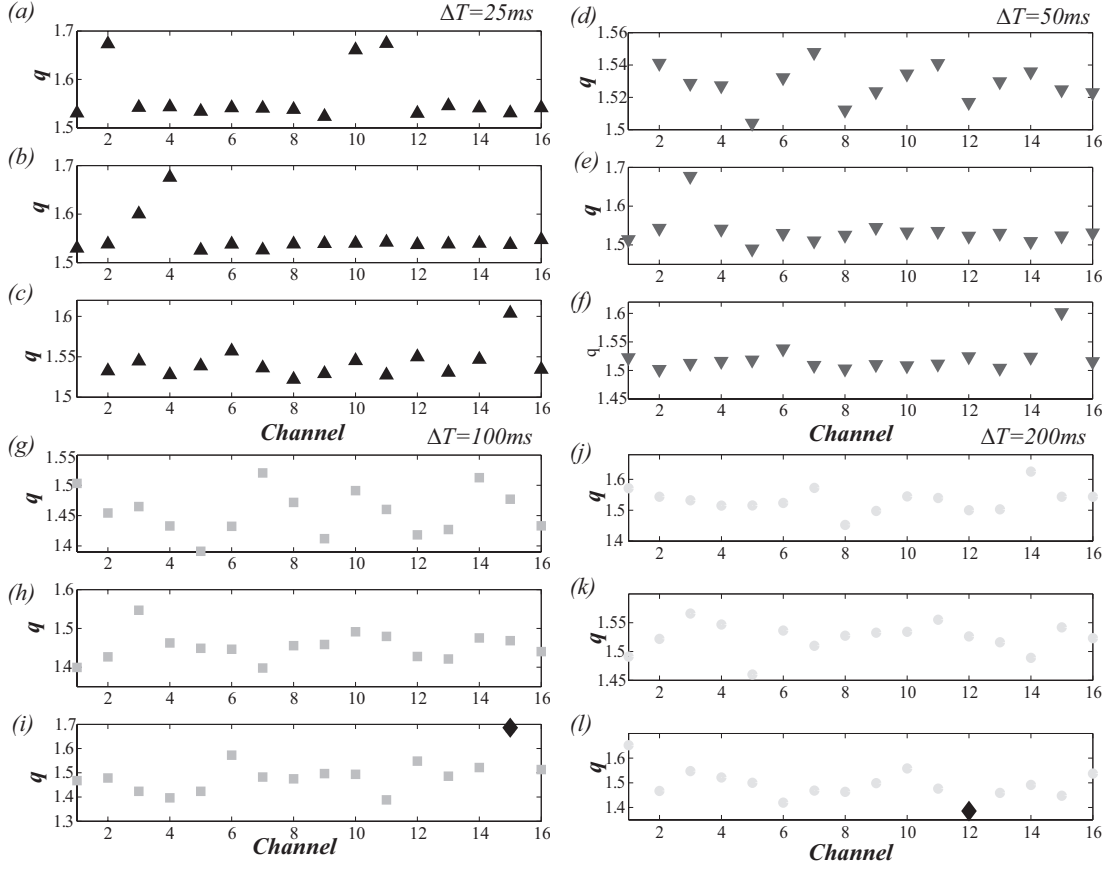 (a)
ΔT=25ms
1.7
1.6
1.5
q
2 4 6 8 10 12 14 16
(b)
1.7
1.6
1.5
q
2 4 6 8 10 12 14 16
(c)
1.6
1.55
1.5
q
2 4 6 8 10 12 14 16
Channel
(d)
ΔT=50ms
1.56
1.54
1.52
1.5
q
2 4 6 8 10 12 14 16
(e)
1.7
1.6
1.5
q
2 4 6 8 10 12 14 16
(f)
1.6
1.55
1.5
1.45
q
2 4 6 8 10 12 14 16
Channel
(g)
ΔT=100ms
1.55
1.5
1.45
1.4
q
2 4 6 8 10 12 14 16
(h)
1.6
1.5
1.4
q
2 4 6 8 10 12 14 16
(i)
1.7
1.6
1.5
1.4
1.3
q
2 4 6 8 10 12 14 16
Channel
(j)
ΔT=200ms
1.6
1.5
1.4
q
2 4 6 8 10 12 14 16
(k)
1.55
1.5
1.45
q
2 4 6 8 10 12 14 16
(l)
1.6
1.5
1.4
q
2 4 6 8 10 12 14 16
Channel